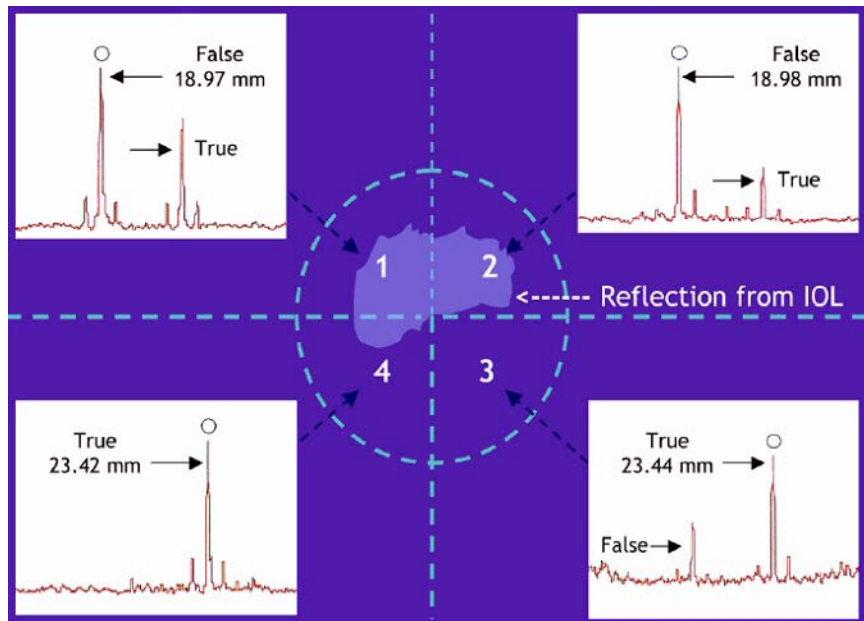 False
18.97 mm
True
False
18.98 mm
True
1
2
Reflection from IOL
4
3
True
23.42 mm
True
23.44 mm
False